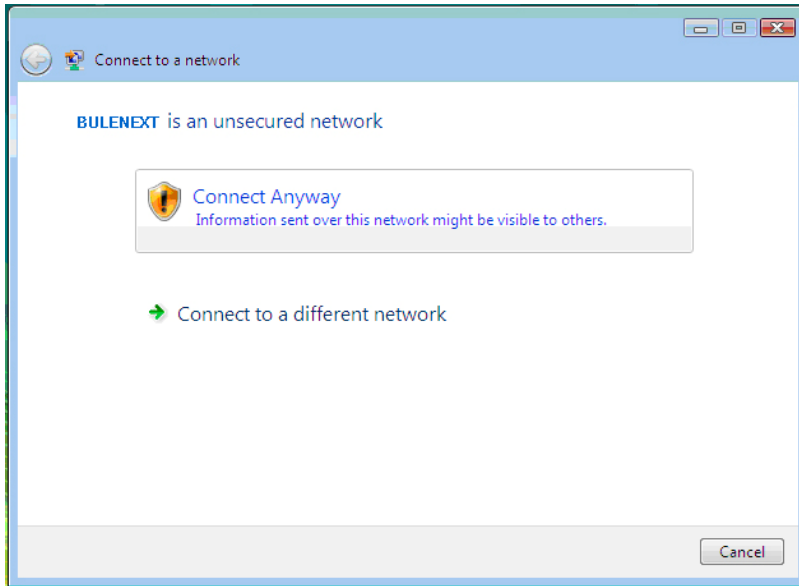 Connect to a network
BULENEXT is an unsecured network
Connect Anyway
Information sent over this network might be visible to others.
Connect to a different network
Cancel